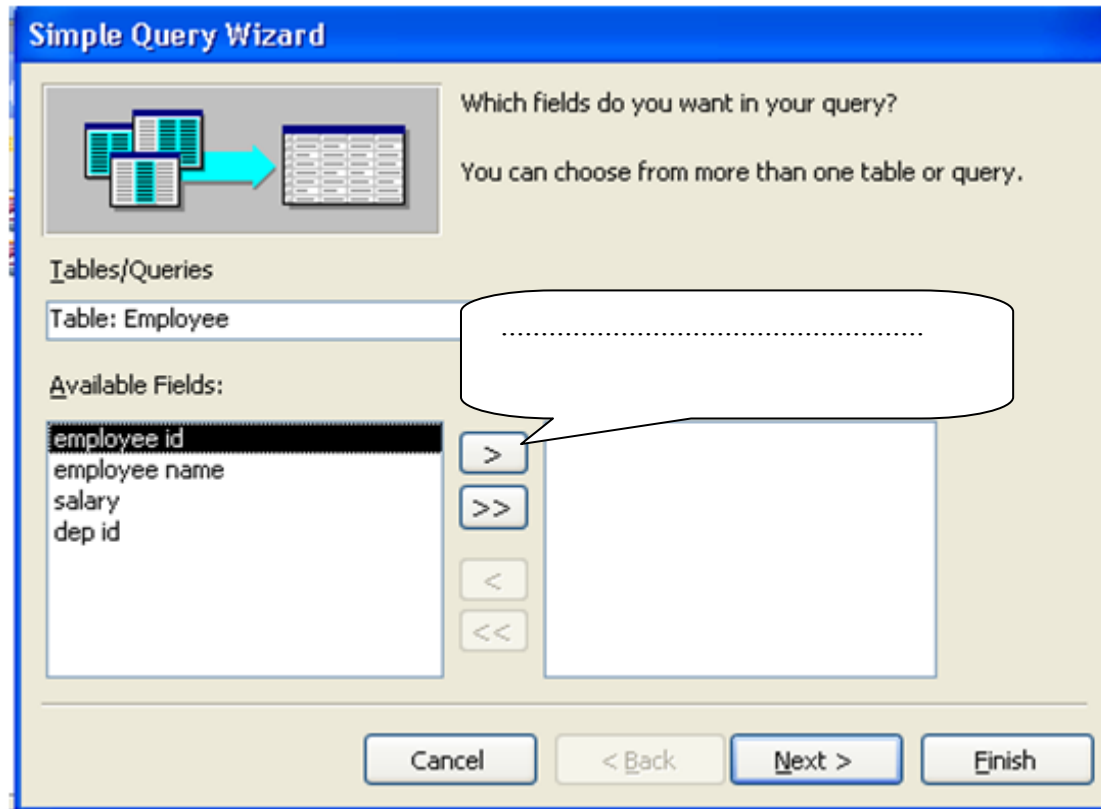 Simple Query Wizard
Which fields do you want in your query?
You can choose from more than one table or query.
Tables/Queries
Table: Employee
....................................................
Available Fields:
employee id
employee name
salary
dep id
>
>>
<
<<
Cancel
< Back
Next >
Finish